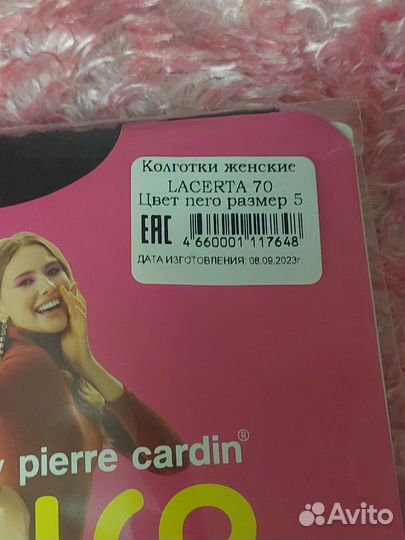 Колготки женские
LACERTA 70
Цвет nero размер 5
EAC
4 660001 117648
ДАТА ИЗГОТОВЛЕНИЯ: 08.09.2023г.
pierre cardin®
Avito